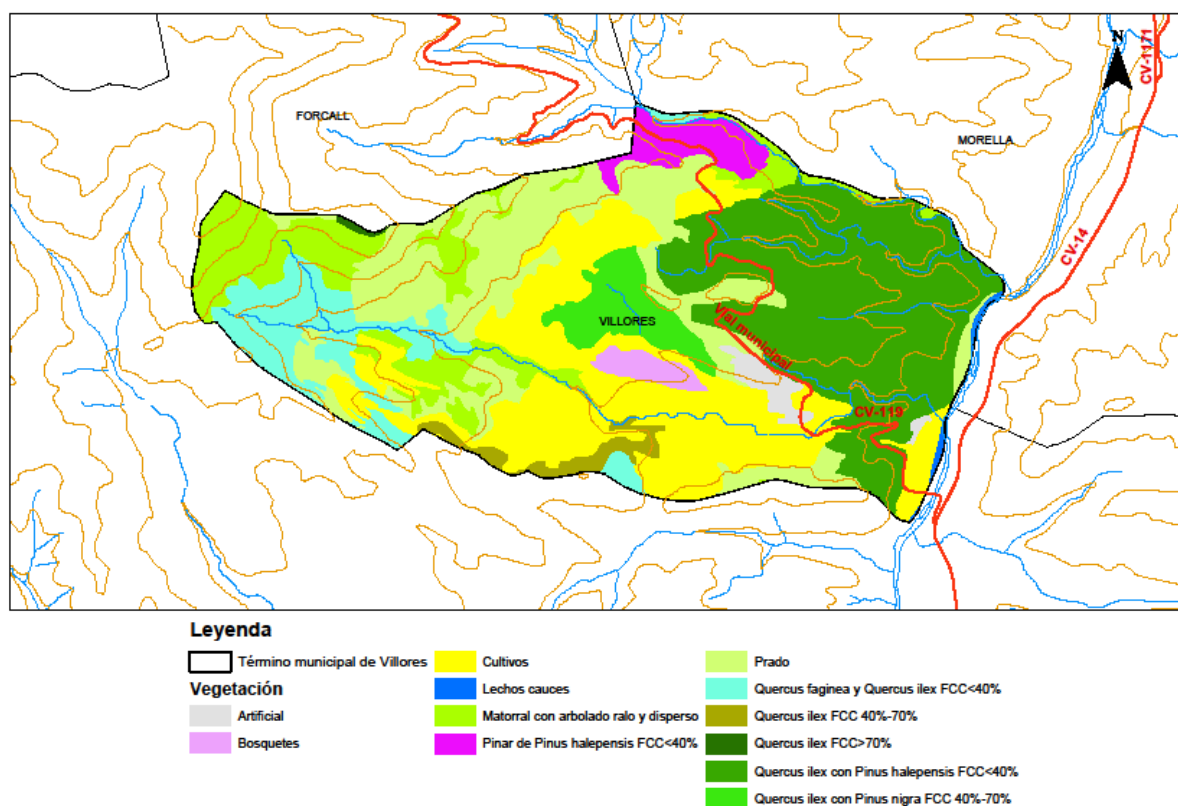 N
CV-1171
FORCALL
MORELLA
CV-14
VILLORES
Vial municipal
CV-119
Leyenda
Término municipal de Villores
Vegetación
Artificial
Bosquetes
Cultivos
Lechos cauces
Matorral con arbolado ralo y disperso
Pinar de Pinus halepensis FCC<40%
Prado
Quercus faginea y Quercus ilex FCC<40%
Quercus ilex FCC 40%-70%
Quercus ilex FCC>70%
Quercus ilex con Pinus halepensis FCC<40%
Quercus ilex con Pinus nigra FCC 40%-70%